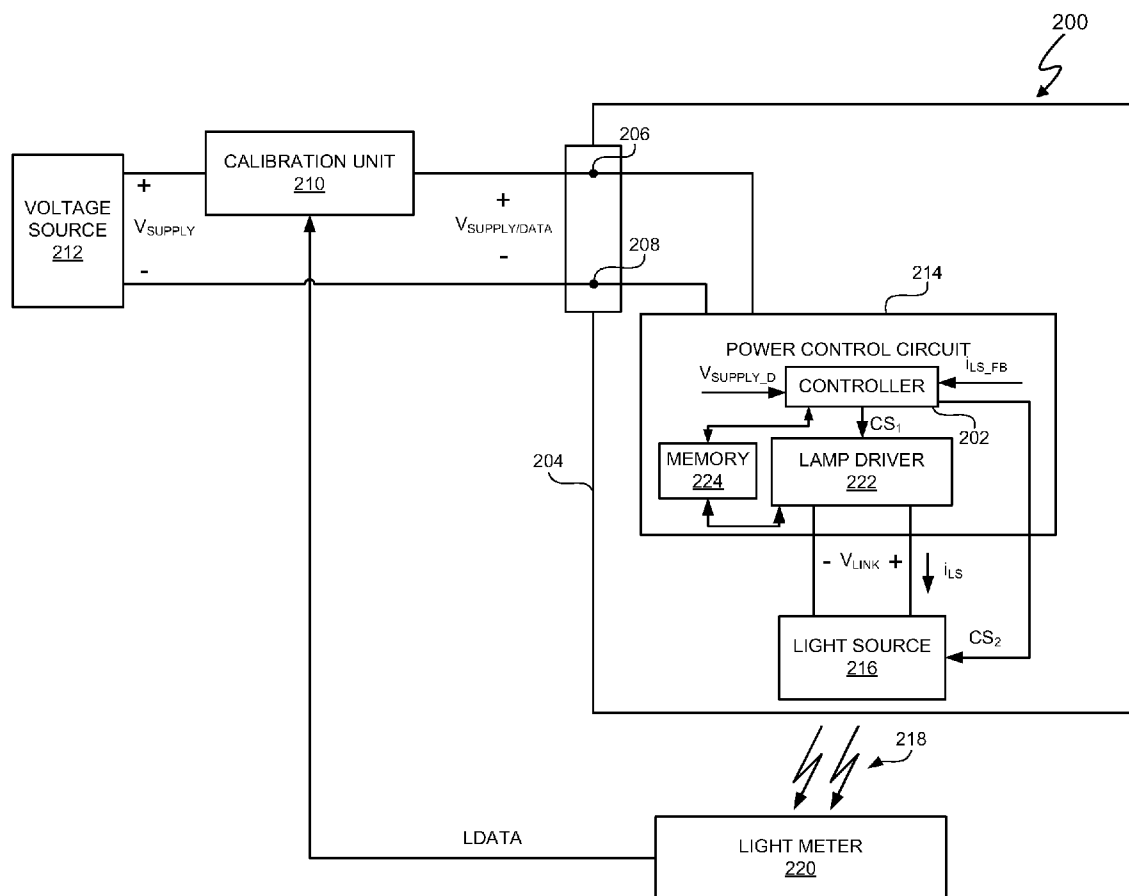 200
206
CALIBRATION UNIT
210
VOLTAGE
SOURCE
212
+
VSUPPLY
-
+
VSUPPLY/DATA
-
208
214
POWER CONTROL CIRCUIT
VSUPPLY_D
CONTROLLER
iLS_FB
202
CS1
MEMORY
224
LAMP DRIVER
222
204
- VLINK +
iLS
LIGHT SOURCE
216
CS2
218
LDATA
LIGHT METER
220